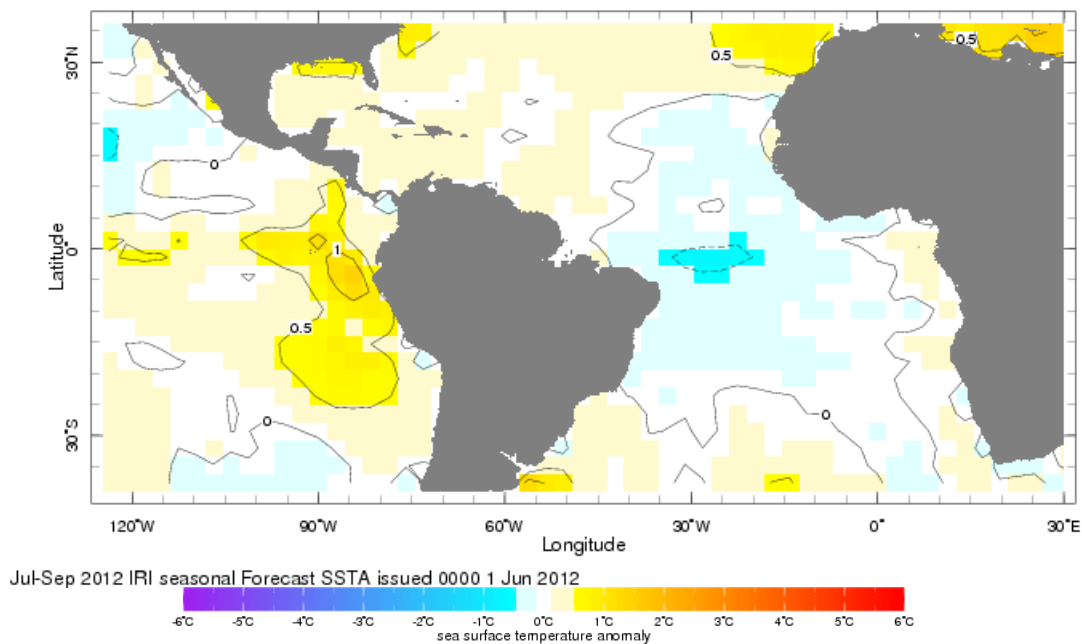 30°N
0°
30°S
Latitude
0.5
0.5
0
1
0.5
0
0
120°W 90°W 60°W 30°W 0° 30°E
Longitude
Jul-Sep 2012 IRI seasonal Forecast SSTA issued 0000 1 Jun 2012
-6°C -4°C -3°C -2°C -1°C 0°C 1°C 2°C 3°C 4°C 5°C 6°C
sea surface temperature anomaly